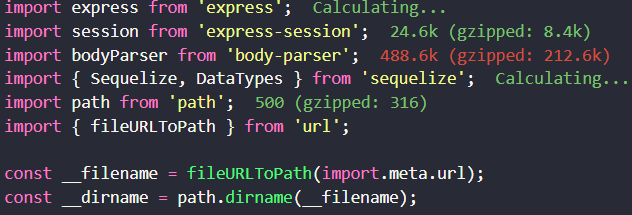 import express from 'express';  Calculating...
import session from 'express-session';  24.6k (gzipped: 8.4k)
import bodyParser from 'body-parser';  488.6k (gzipped: 212.6k)
import { Sequelize, DataTypes } from 'sequelize';  Calculating...
import path from 'path';  500 (gzipped: 316)
import { fileURLToPath } from 'url';

const __filename = fileURLToPath(import.meta.url);
const __dirname = path.dirname(__filename);